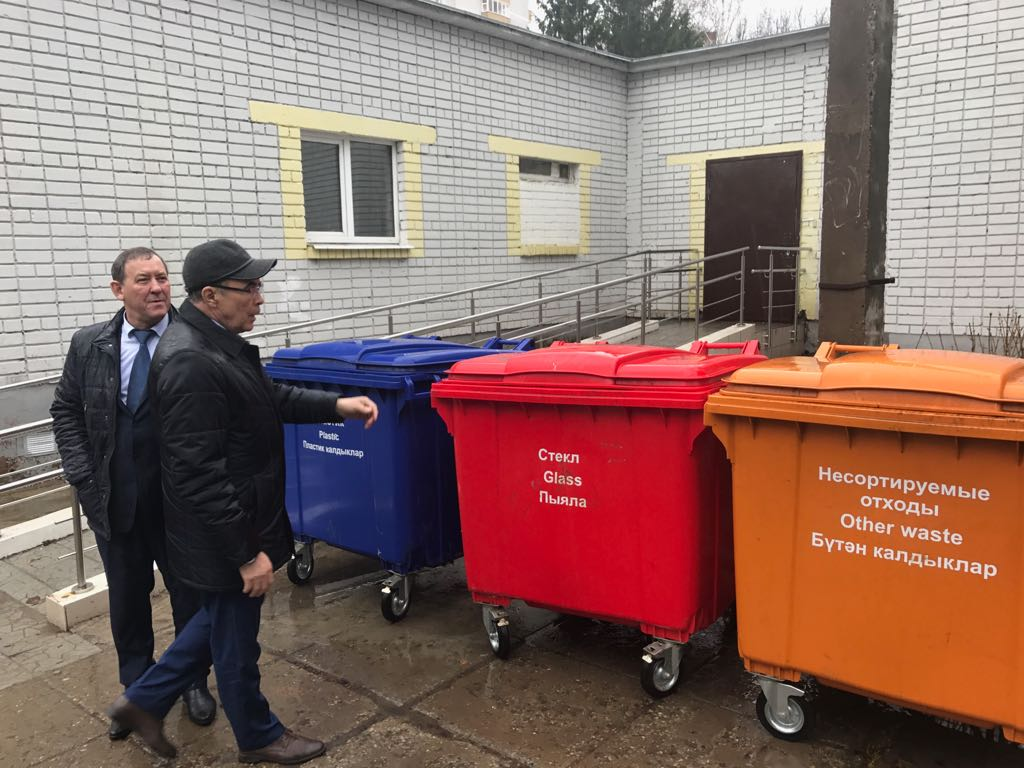 Plastic
Пластик калдыклар
Стекл
Glass
Пыяла
Несортируемые
отходы
Other waste
Бүтән калдыклар